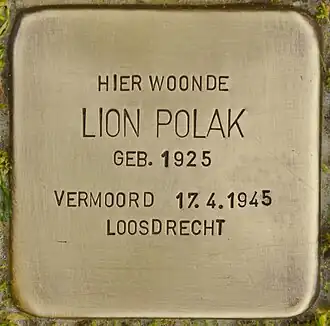 HIER WOONDE
LION POLAK
GEB. 1925
VERMOORD 17.4.1945
LOOSDRECHT